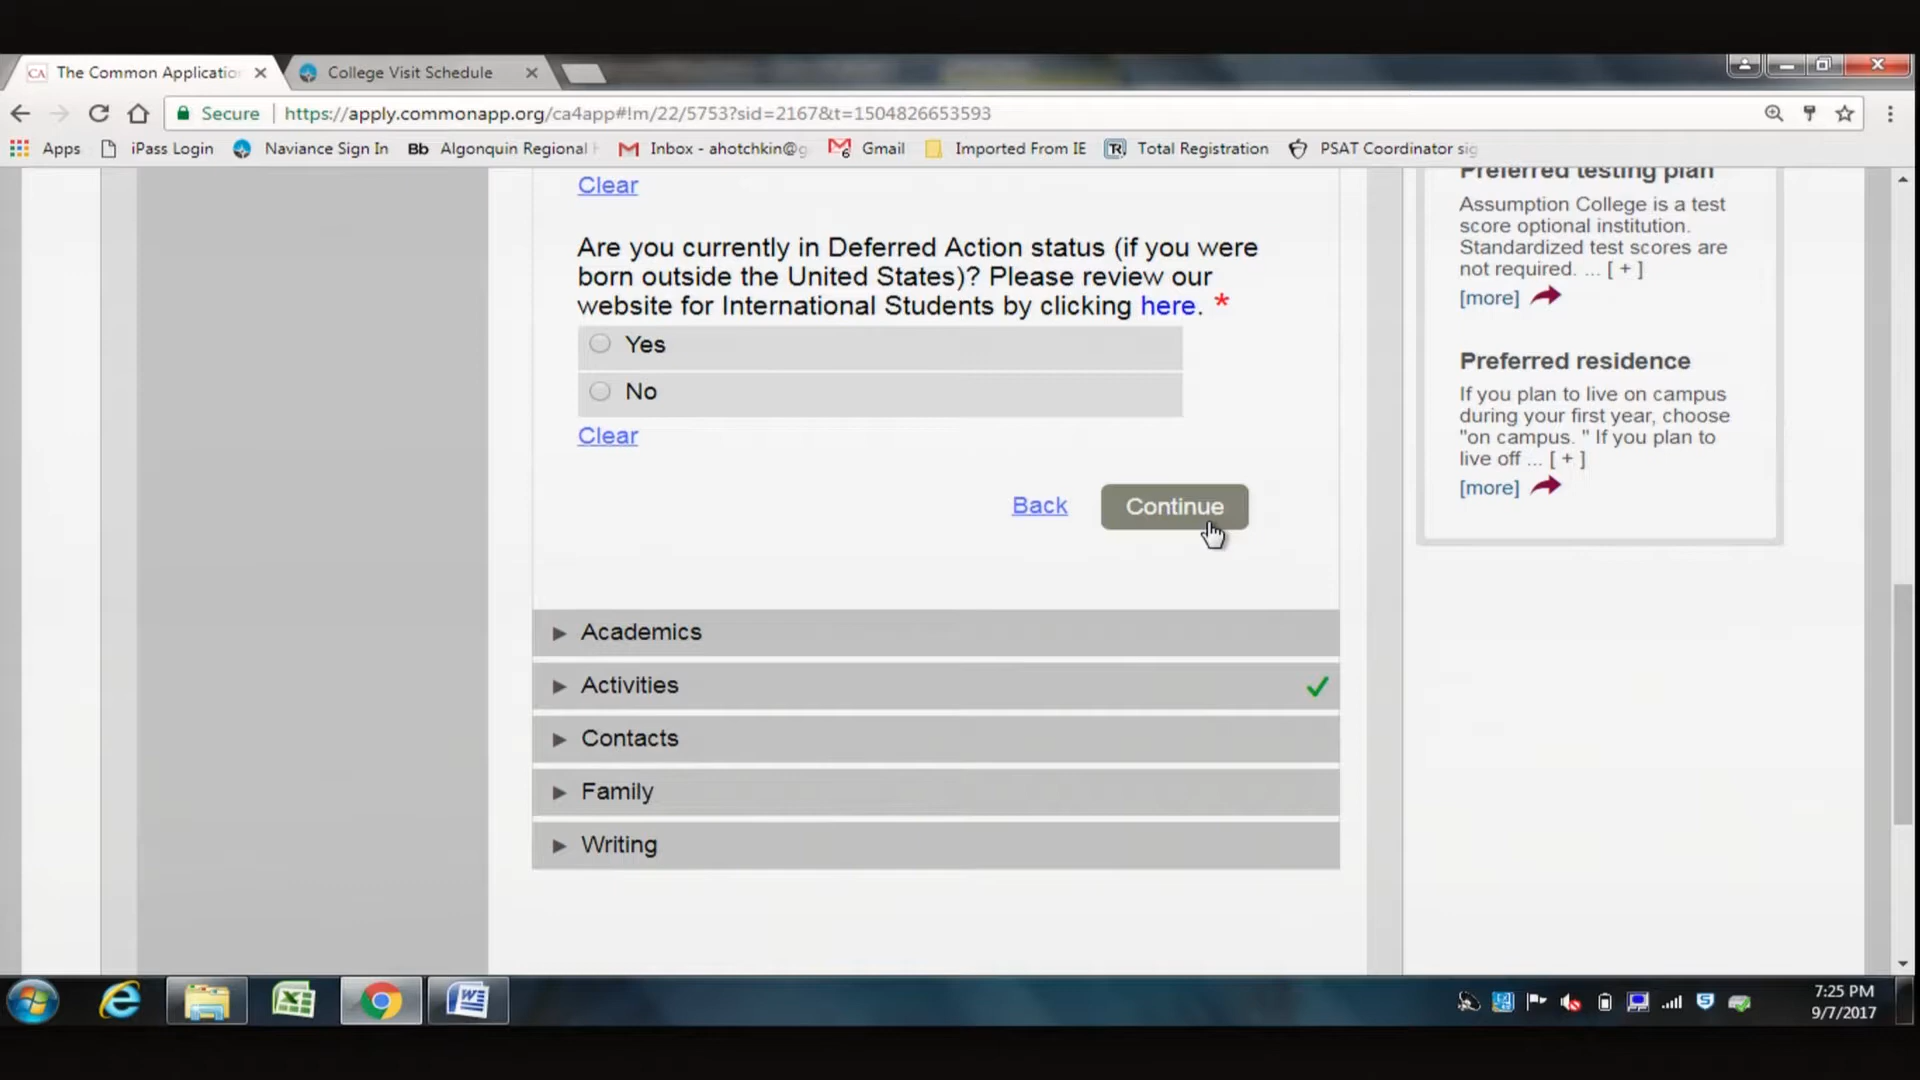 CA The Common Applicatio
College Visit Schedule
Secure https://apply.commonapp.org/ca4app#!m/22/5753?sid=2167&t=1504826653593
Apps iPass Login Naviance Sign In Bb Algonquin Regional Inbox - ahotchkin@g Gmail Imported From IE Total Registration PSAT Coordinator sig
Clear
Are you currently in Deferred Action status (if you were
born outside the United States)? Please review our
website for International Students by clicking here. *
Yes
No
Clear
Back Continue
Academics
Activities
Contacts
Family
Writing
Preferred testing plan
Assumption College is a test
score optional institution.
Standardized test scores are
not required. ... [ + ]
[more]
Preferred residence
If you plan to live on campus
during your first year, choose
"on campus. " If you plan to
live off ... [ + ]
[more]
7:25 PM
9/7/2017